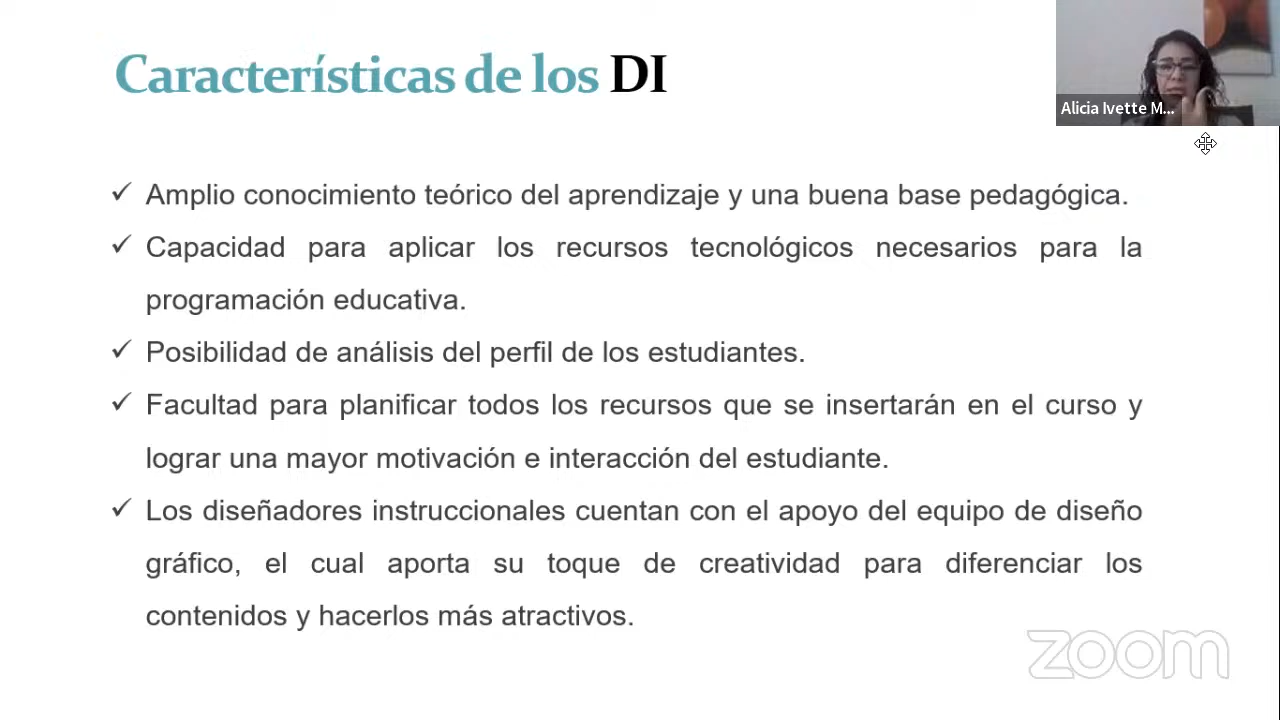 Características de los DI
Alicia Ivette M...
✓ Amplio conocimiento teórico del aprendizaje y una buena base pedagógica.
✓ Capacidad para aplicar los recursos tecnológicos necesarios para la
programación educativa.
✓ Posibilidad de análisis del perfil de los estudiantes.
✓ Facultad para planificar todos los recursos que se insertarán en el curso y
lograr una mayor motivación e interacción del estudiante.
✓ Los diseñadores instruccionales cuentan con el apoyo del equipo de diseño
gráfico, el cual aporta su toque de creatividad para diferenciar los
contenidos y hacerlos más atractivos.
zoom